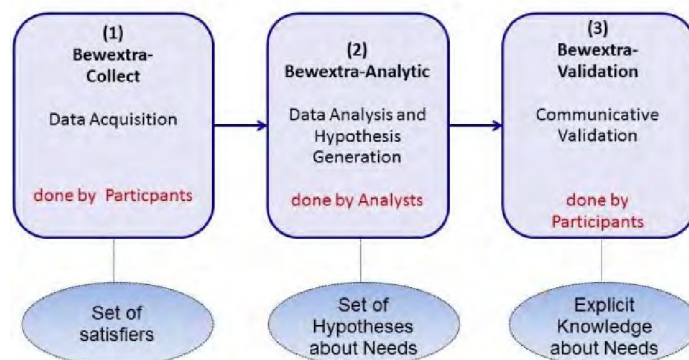 (1)
Bewextra-
Collect
Data Acquisition
done by Particpants
(2)
Bewextra-Analytic
Data Analysis and
Hypothesis
Generation
done by Analysts
(3)
Bewextra-
Validation
Communicative
Validation
done by
Participants
Set of
satisfiers
Set of
Hypotheses
about Needs
Explicit
Knowledge
about Needs